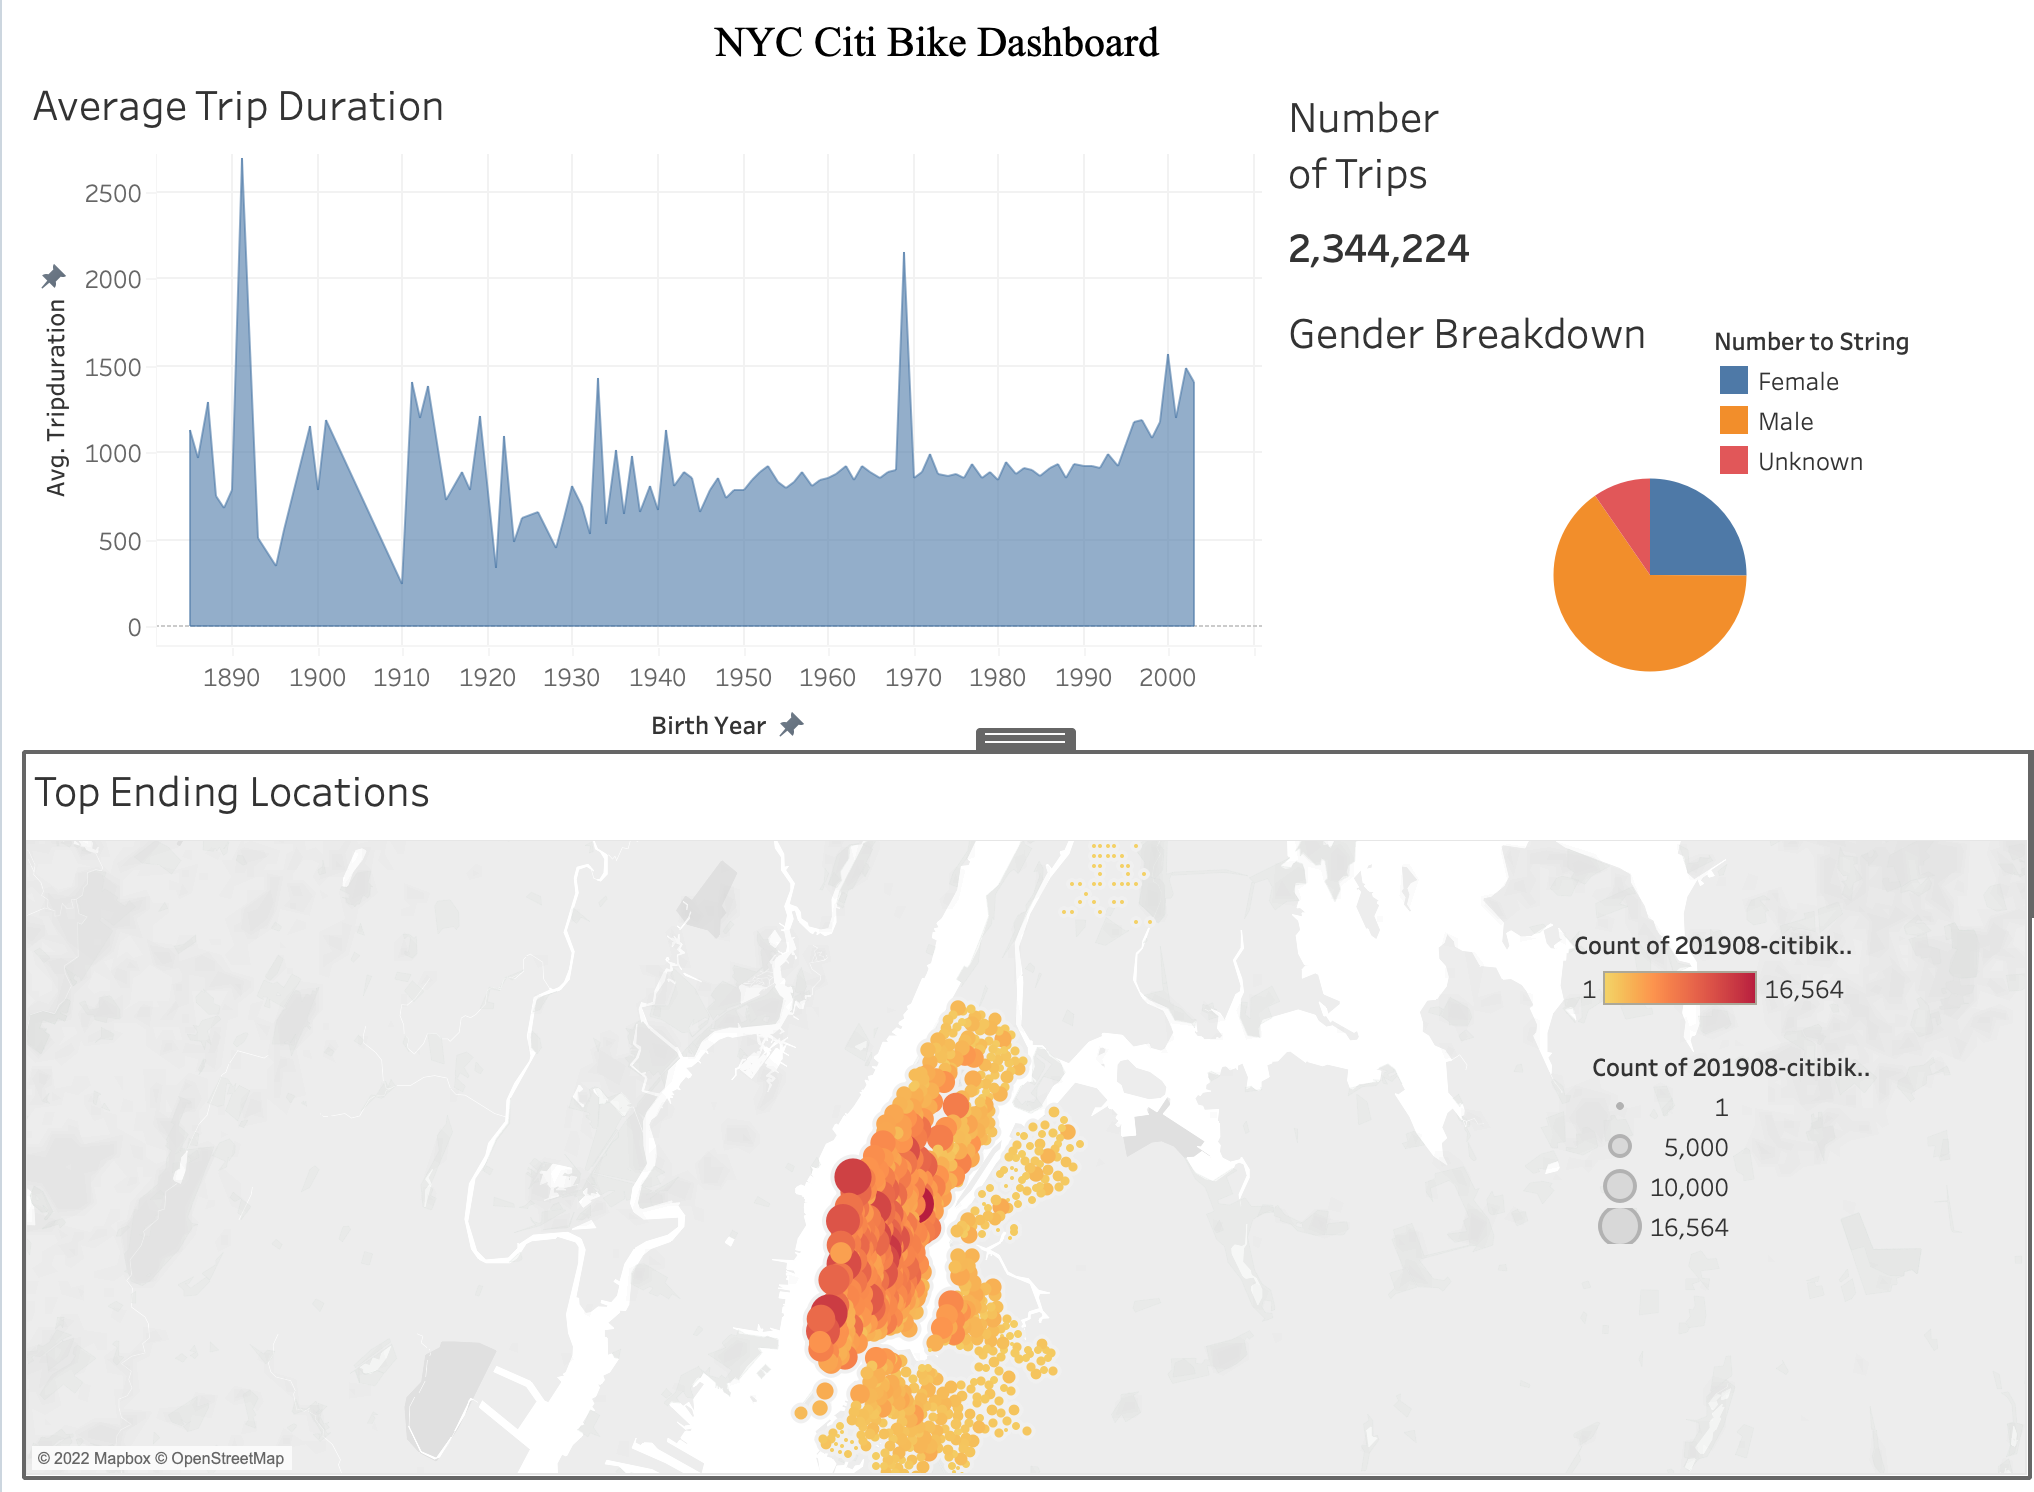 NYC Citi Bike Dashboard
Average Trip Duration
2500
2000
1500
1000
500
0
Avg. Tripduration
1890 1900 1910 1920 1930 1940 1950 1960 1970 1980 1990 2000
Birth Year
Number
of Trips
2,344,224
Gender Breakdown
Number to String
Female
Male
Unknown
Top Ending Locations
Count of 201908-citibik..
1 16,564
Count of 201908-citibik..
1
5,000
10,000
16,564
© 2022 Mapbox © OpenStreetMap